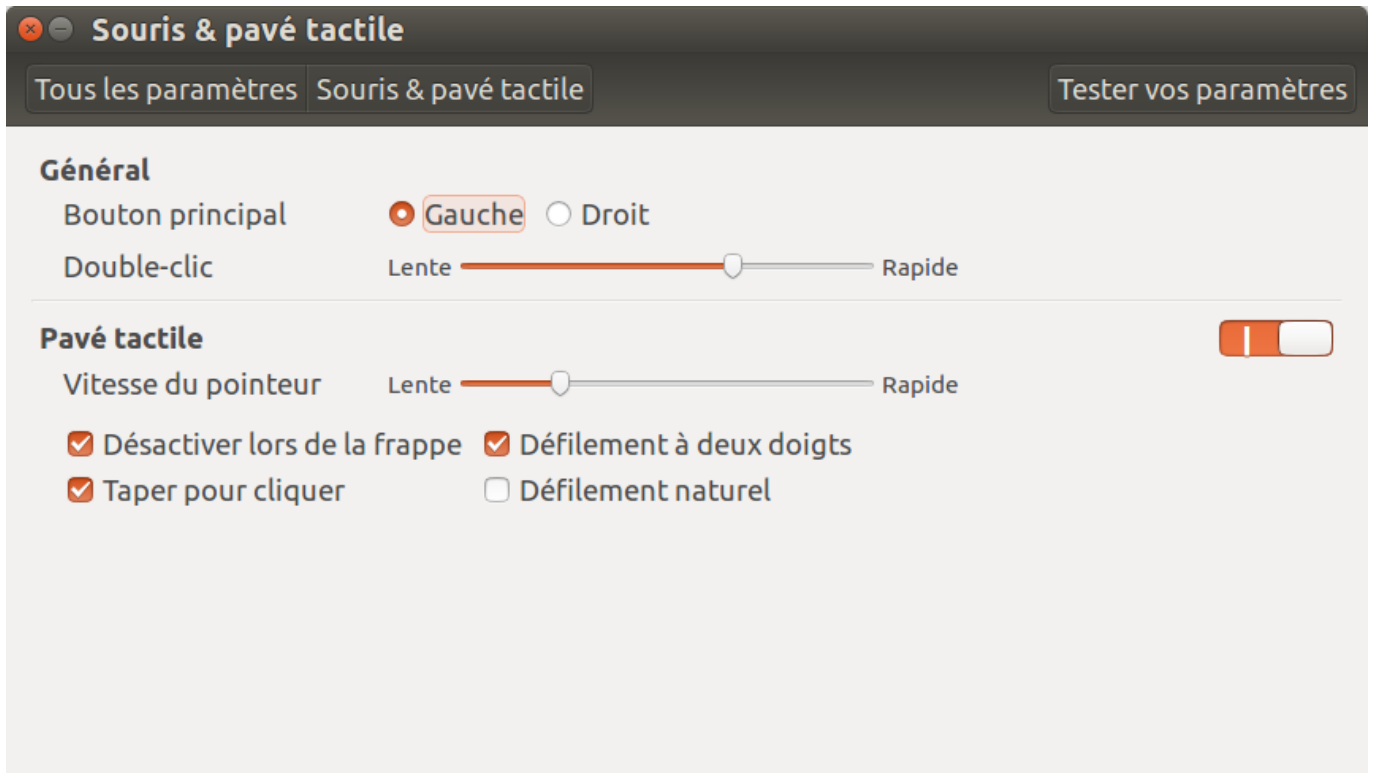 Souris & pavé tactile
Tous les paramètres Souris & pavé tactile Tester vos paramètres
Général
Bouton principal Gauche Droit
Double-clic Lente Rapide
Pavé tactile
Vitesse du pointeur Lente Rapide
Désactiver lors de la frappe Défilement à deux doigts
Taper pour cliquer Défilement naturel